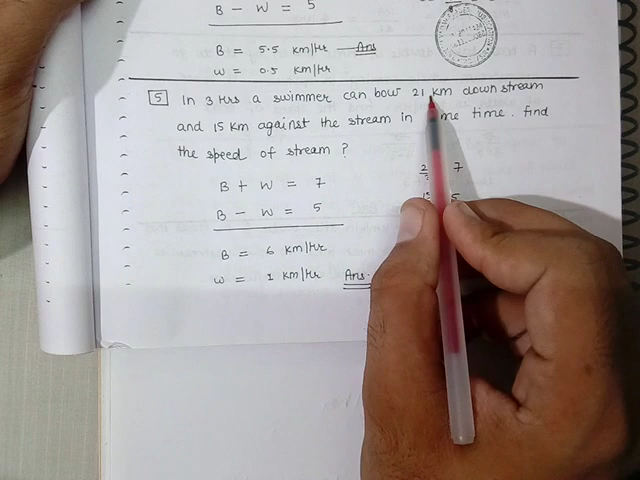 B - W = 5
B = 5.5 km/Hr Ans
W = 0.5 km/Hr
5 In 3 Hrs a swimmer can bow 21 km down stream
and 15 km against the stream in time. find
the speed of stream ?
B + W = 7 7
B - W = 5 5
B = 6 km/Hr
W = 1 km/Hr Ans.